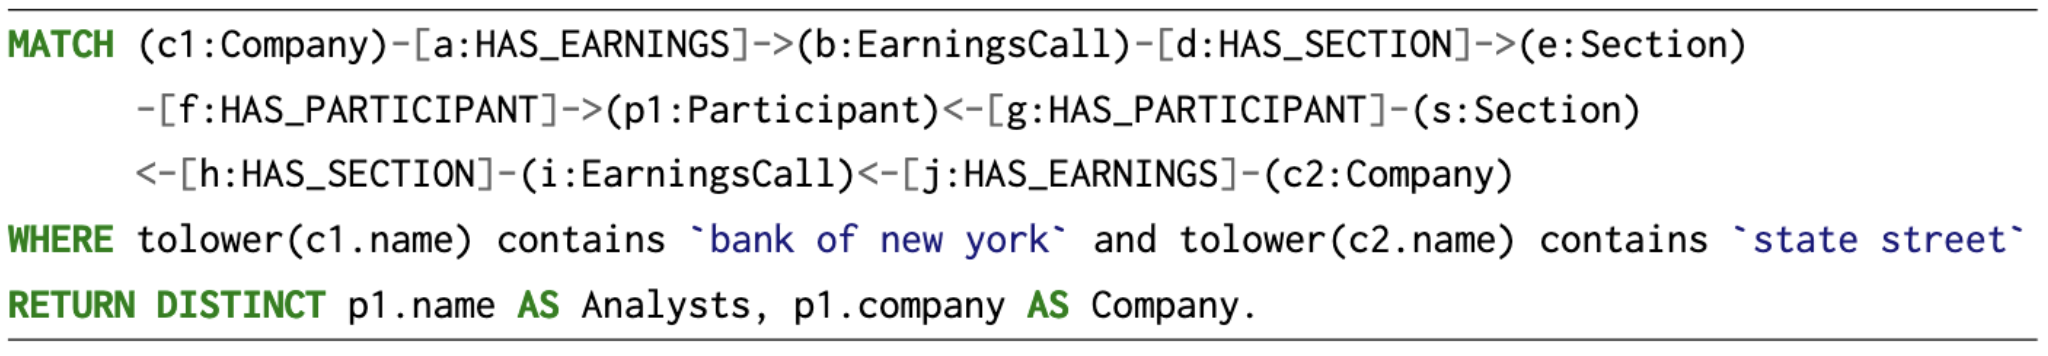 MATCH (c1:Company)-[a:HAS_EARNINGS]->(b:EarningsCall)-[d:HAS_SECTION]->(e:Section)
-[f:HAS_PARTICIPANT]->(p1:Participant)<-[g:HAS_PARTICIPANT]-(s:Section)
<-[h:HAS_SECTION]-(i:EarningsCall)<-[j:HAS_EARNINGS]-(c2:Company)
WHERE tolower(c1.name) contains `bank of new york` and tolower(c2.name) contains `state street`
RETURN DISTINCT p1.name AS Analysts, p1.company AS Company.